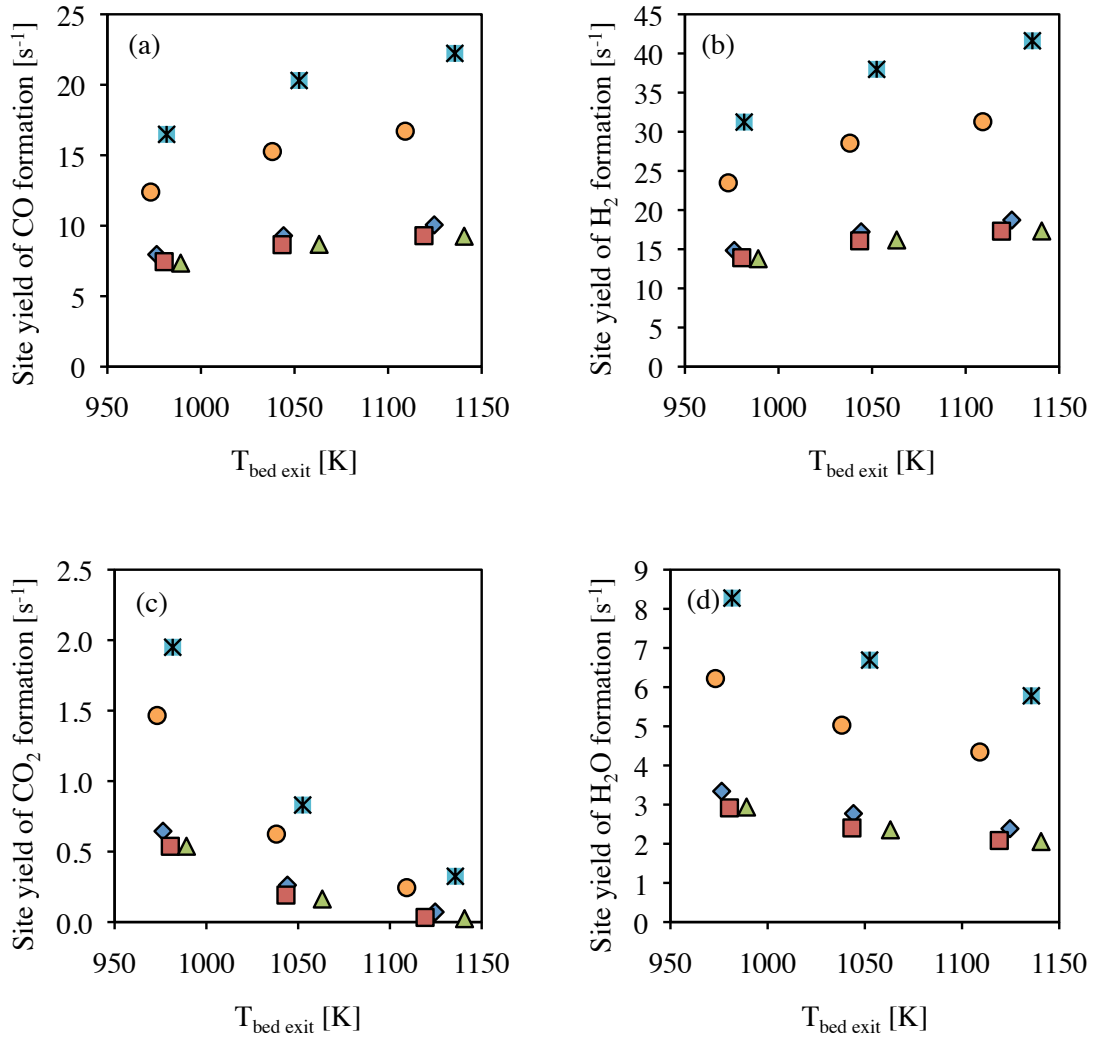 (a)
Site yield of CO formation [s-1]
25
20
15
10
5
0
950 1000 1050 1100 1150
Tbed exit [K]
(b)
Site yield of H2 formation [s-1]
45
40
35
30
25
20
15
10
5
0
950 1000 1050 1100 1150
Tbed exit [K]
(c)
Site yield of CO2 formation [s-1]
2.5
2.0
1.5
1.0
0.5
0.0
950 1000 1050 1100 1150
Tbed exit [K]
(d)
Site yield of H2O formation [s-1]
9
8
7
6
5
4
3
2
1
0
950 1000 1050 1100 1150
Tbed exit [K]